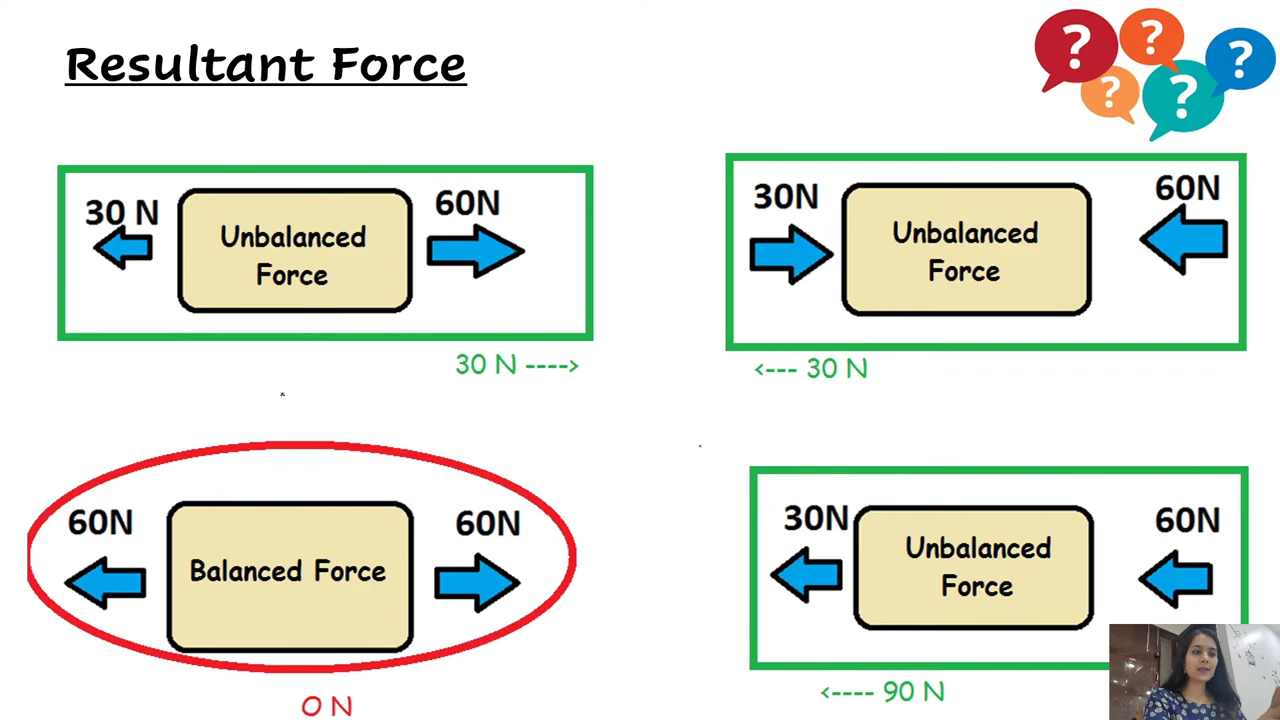 Resultant Force
? ? ? ? ?
30 N
60N
Unbalanced
Force
30 N ---->
30N
60N
Unbalanced
Force
<--- 30 N
60N
60N
Balanced Force
0 N
30N
60N
Unbalanced
Force
<---- 90 N